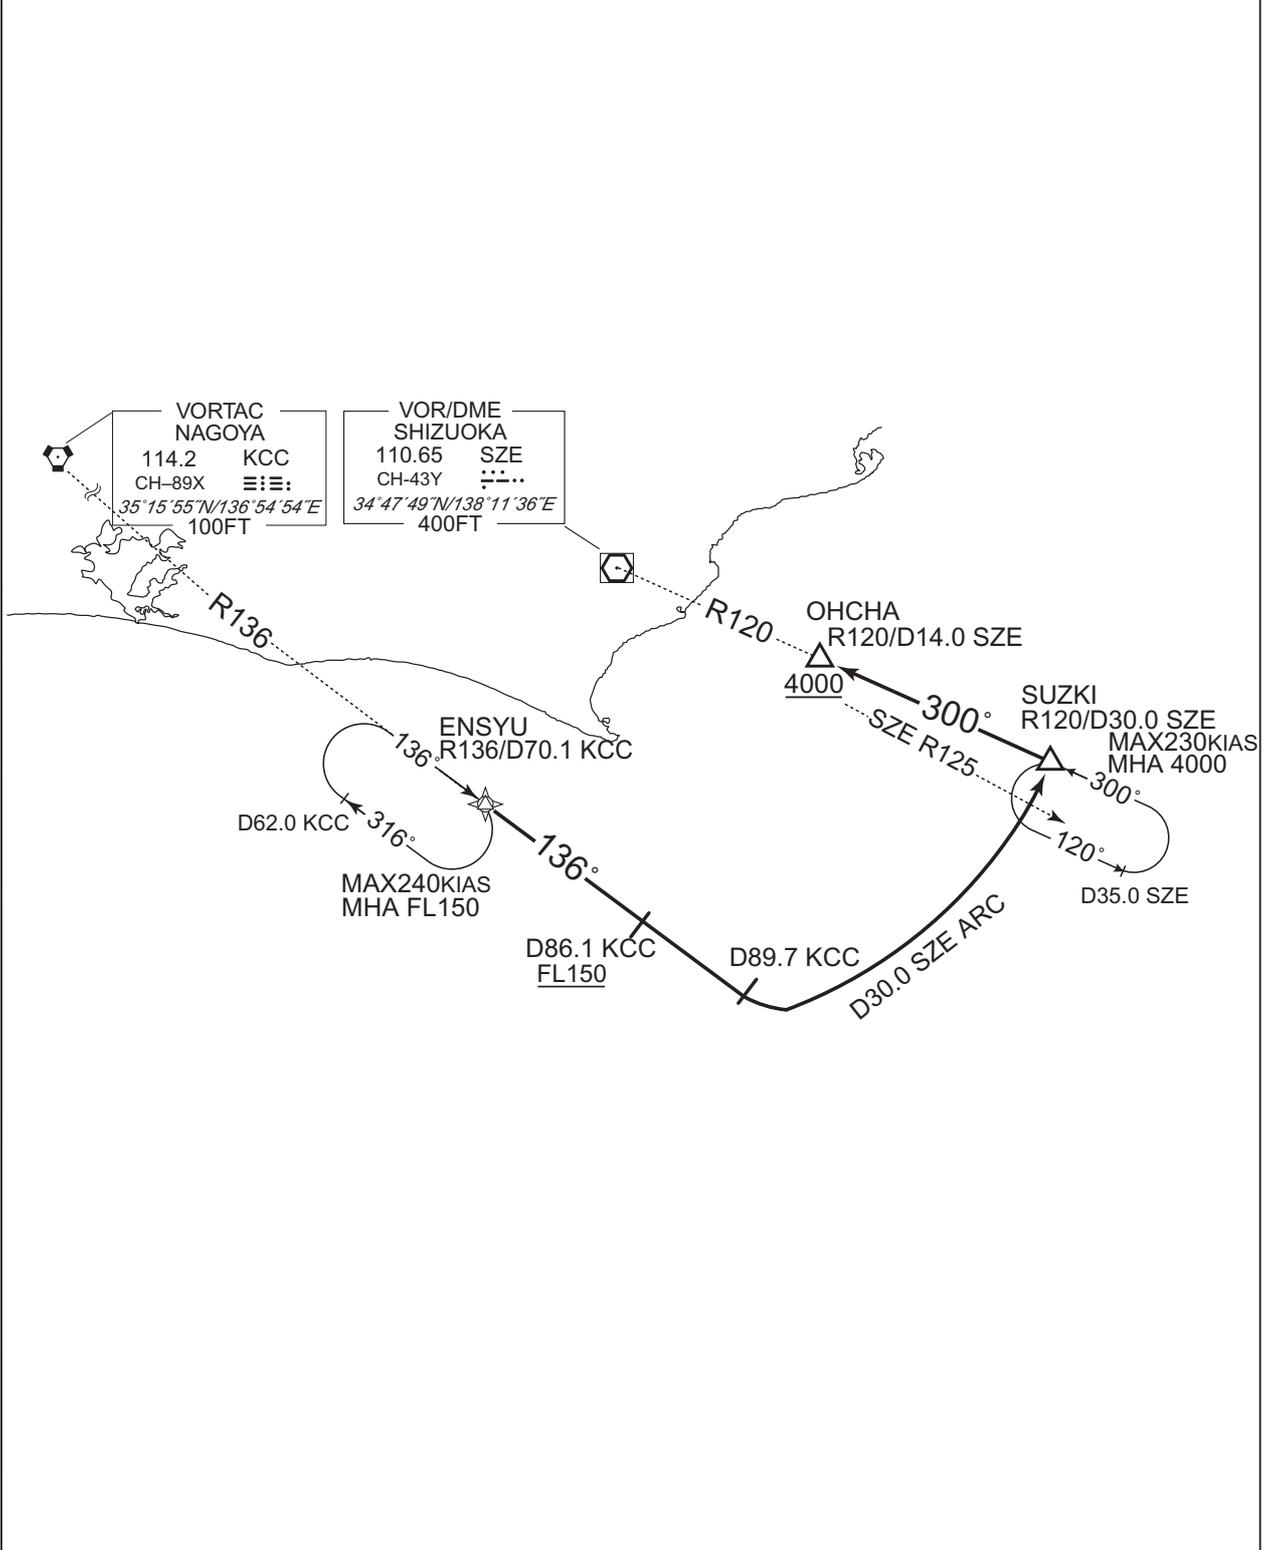 VORTAC
NAGOYA
114.2 KCC
CH–89X
35°15´55˝N/136°54´54˝E
100FT
VOR/DME
SHIZUOKA
110.65 SZE
CH-43Y
34°47´49˝N/138°11´36˝E
400FT
R136
R120
OHCHA
R120/D14.0 SZE
4000
300°
SZE R125
SUZKI
R120/D30.0 SZE
MAX230KIAS
MHA 4000
300°
120°
D35.0 SZE
ENSYU
R136/D70.1 KCC
136°
D62.0 KCC
316°
MAX240KIAS
MHA FL150
136°
D86.1 KCC
FL150
D89.7 KCC
D30.0 SZE ARC